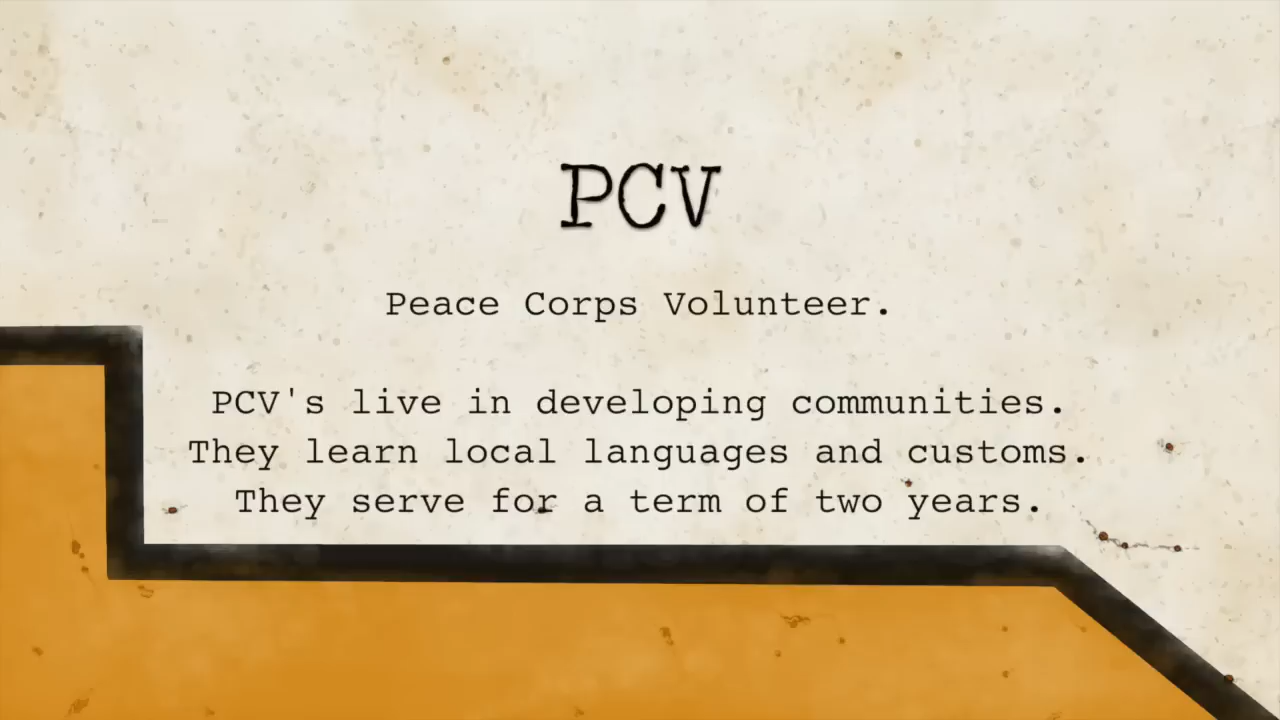 PCV
Peace Corps Volunteer.
PCV's live in developing communities.
They learn local languages and customs.
They serve for a term of two years.